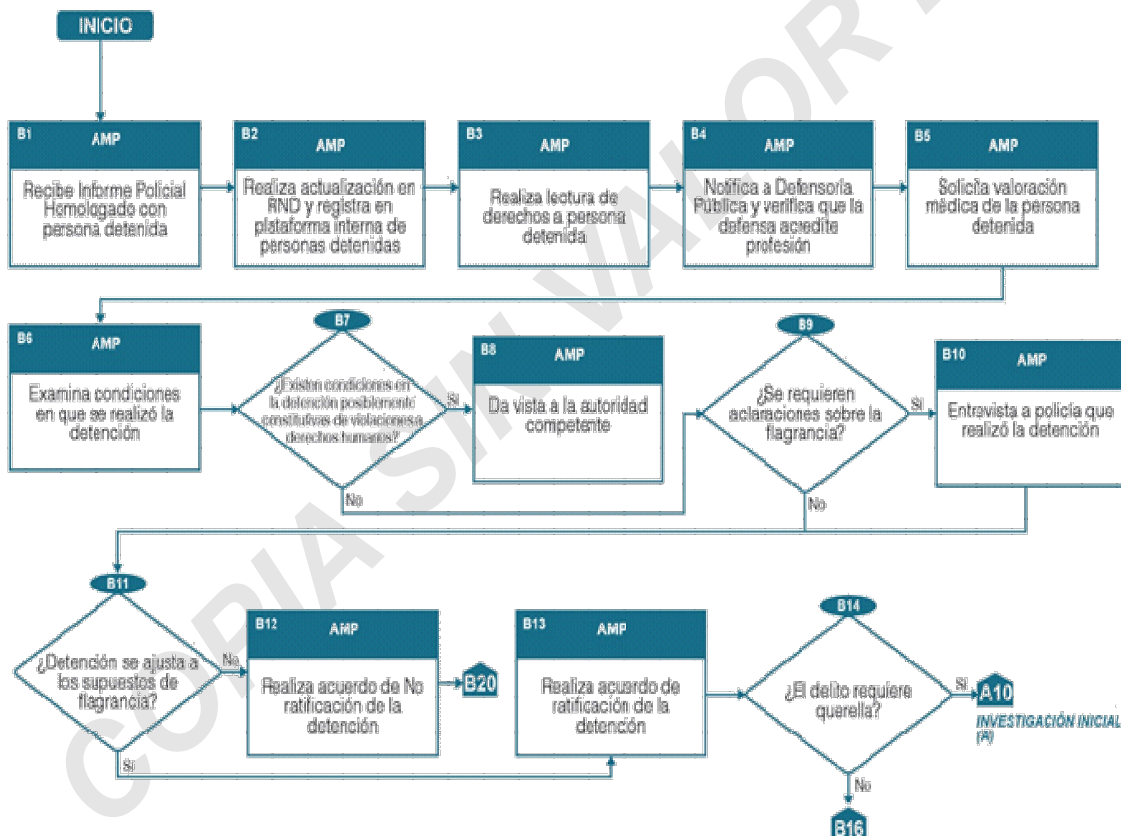 INICIO
B1
AMP
Recibe Informe Policial
Homologado con
persona detenida
B2
AMP
Realiza actualización en
RND y registra en
plataforma interna de
personas detenidas
B3
AMP
Realiza lectura de
derechos a persona
detenida
B4
AMP
Notifica a Defensoría
Pública y verifica que la
defensa acredite
profesión
B5
AMP
Solicita valoración
médica de la persona
detenida
B6
AMP
Examina condiciones
en que se realizó la
detención
B7
¿Existen condiciones en
la detención posiblemente
constitutivas de violaciones a
derechos humanos?
Si
No
B8
AMP
Da vista a la autoridad
competente
B9
¿Se requieren
aclaraciones sobre la
flagrancia?
Si
No
B10
AMP
Entrevista a policía que
realizó la detención
B11
¿Detención se ajusta a
los supuestos de
flagrancia?
No
Si
B12
AMP
Realiza acuerdo de No
ratificación de la
detención
B20
B13
AMP
Realiza acuerdo de
ratificación de la
detención
B14
¿El delito requiere
querella?
Si
A10
INVESTIGACIÓN INICIAL
(A)
No
B16
COPIA SIN VALOR